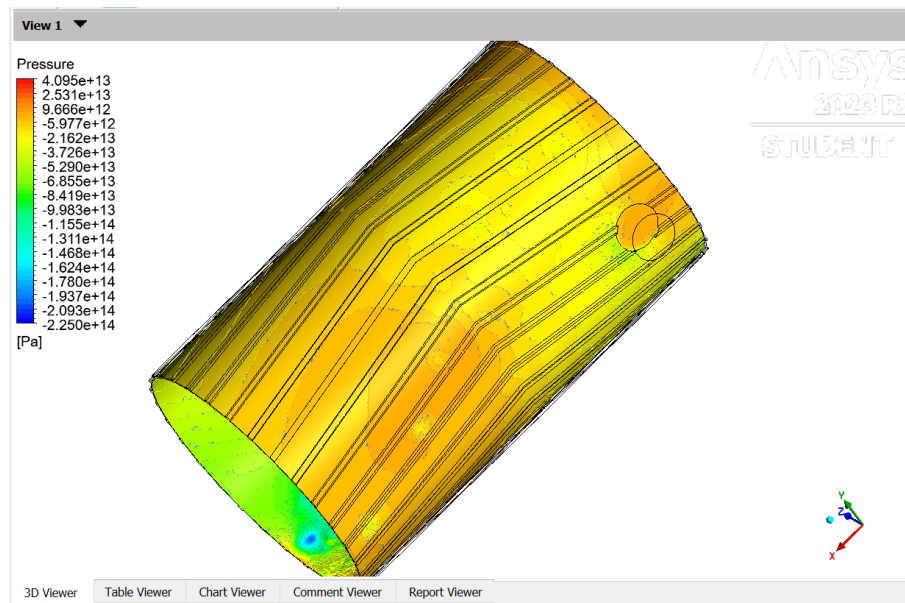 View 1
Ansys
2023 R2
STUDENT
Pressure
4.095e+13
2.531e+13
9.666e+12
-5.977e+12
-2.162e+13
-3.726e+13
-5.290e+13
-6.855e+13
-8.419e+13
-9.983e+13
-1.155e+14
-1.311e+14
-1.468e+14
-1.624e+14
-1.780e+14
-1.937e+14
-2.093e+14
-2.250e+14
[Pa]
Y
Z
X
3D Viewer Table Viewer Chart Viewer Comment Viewer Report Viewer